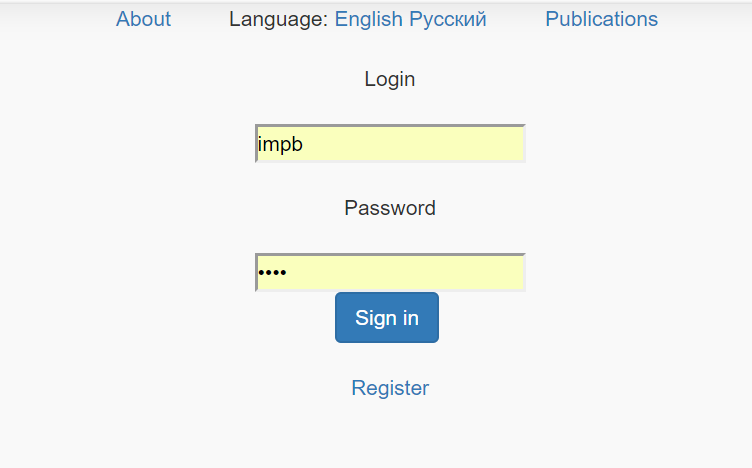 About Language: English Русский Publications
Login
impb
Password
••••
Sign in
Register